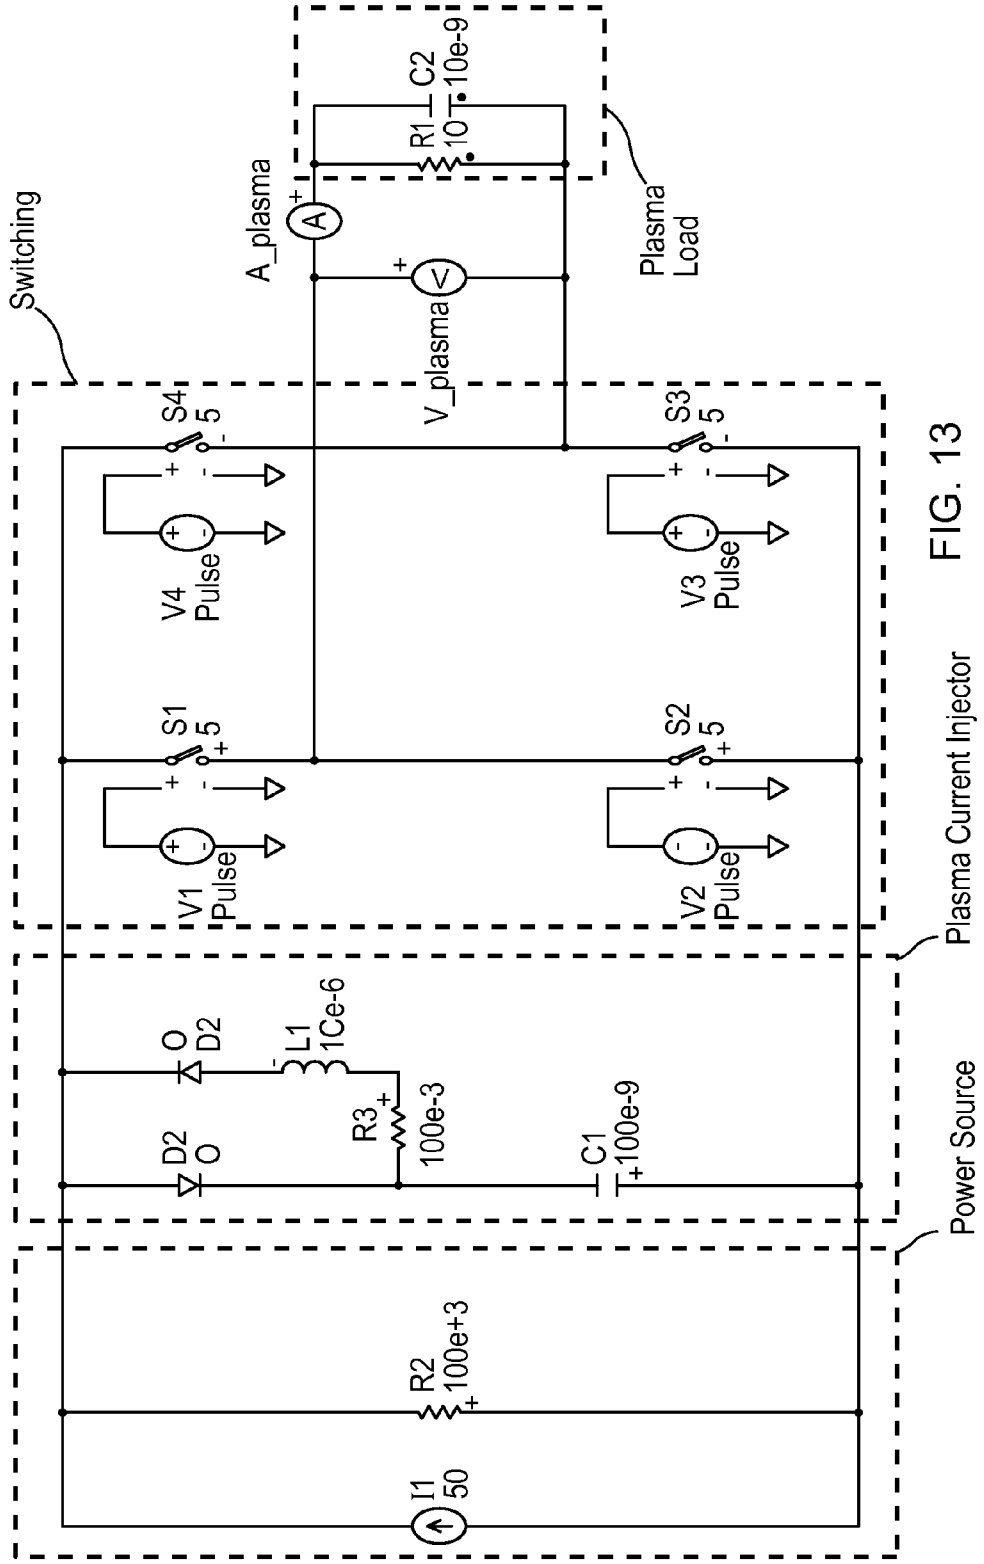 Switching
A_plasma
+
A
R1
10
C2
10e-9
+
V
V_plasma
Plasma
Load
V4
Pulse
+
-
+
-
S4
5
-
V1
Pulse
+
-
+
-
S1
5
+
V3
Pulse
+
-
+
-
S3
5
-
V2
Pulse
-
-
+
-
S2
5
+
D2
O
O
D2
-
L1
1Ce-6
R3
+
100e-3
C1
+100e-9
Plasma Current Injector
I1
50
R2
100e+3
+
Power Source
FIG. 13